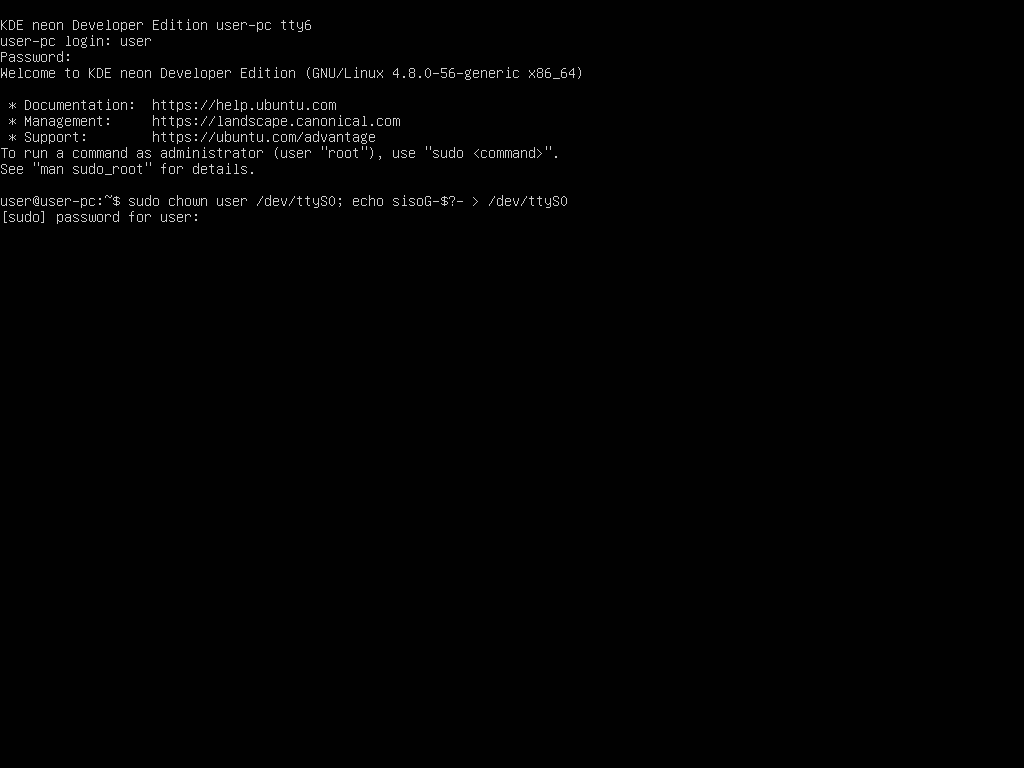 KDE neon Developer Edition user-pc tty6
user-pc login: user
Password:
Welcome to KDE neon Developer Edition (GNU/Linux 4.8.0-56-generic x86_64)

 * Documentation:  https://help.ubuntu.com
 * Management:     https://landscape.canonical.com
 * Support:        https://ubuntu.com/advantage
To run a command as administrator (user "root"), use "sudo <command>".
See "man sudo_root" for details.

user@user-pc:~$ sudo chown user /dev/ttyS0; echo sisoG-$?- > /dev/ttyS0
[sudo] password for user: